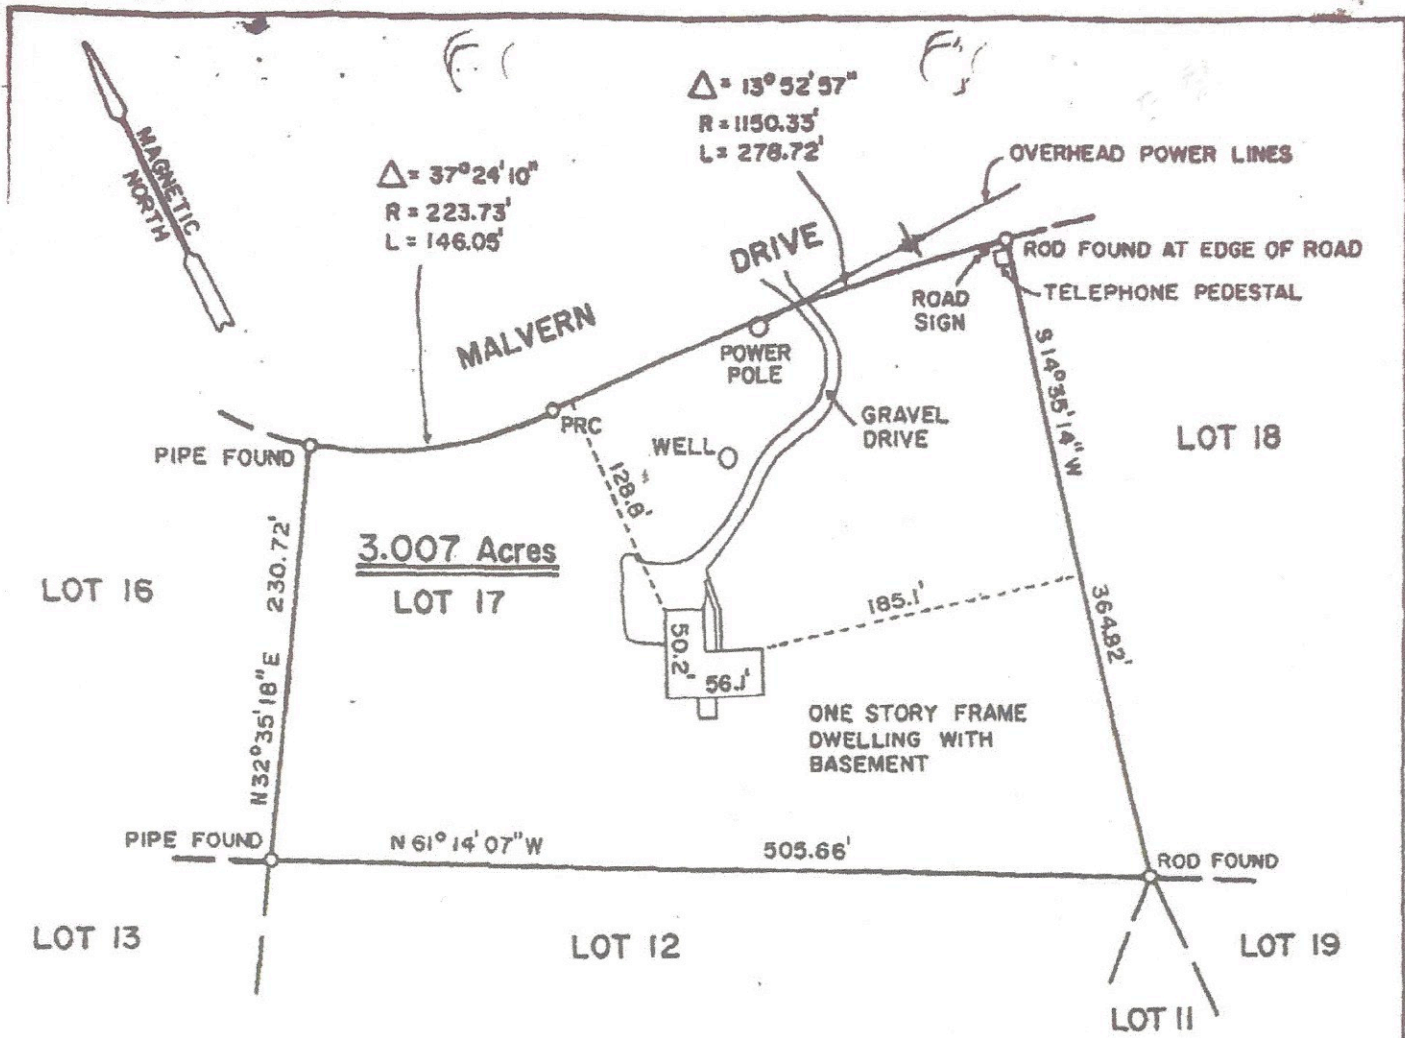 Δ= 13°52'57"
R=1150.33'
L= 278.72'
OVERHEAD POWER LINES
MAGNETIC
NORTH
Δ= 37°24'10"
R= 223.73'
L=146.05'
MALVERN DRIVE
ROD FOUND AT EDGE OF ROAD
TELEPHONE PEDESTAL
ROAD
SIGN
POWER
POLE
PRC
GRAVEL
DRIVE
WELL
PIPE FOUND
S 14°35'14" W
364.82'
LOT 18
128.8'
3.007 Acres
LOT 17
LOT 16
N 32°35'18" E 230.72'
185.1'
50.2'
56.1'
ONE STORY FRAME
DWELLING WITH
BASEMENT
PIPE FOUND
N 61° 14' 07" W
505.66'
ROD FOUND
LOT 13
LOT 12
LOT 19
LOT 11